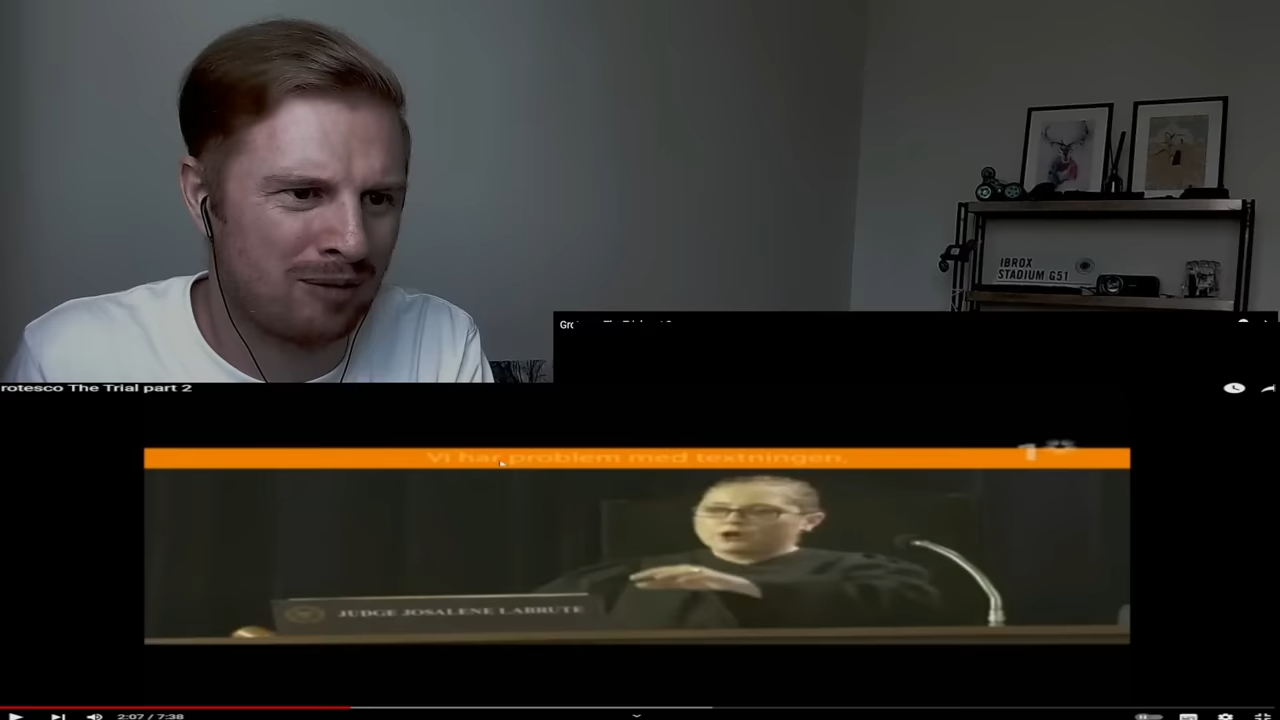 IBROX
STADIUM G51
rotesco The Trial part 2
Vi har problem med textningen.
JUDGE JOSALENE LABRUTE
2:07 / 7:38